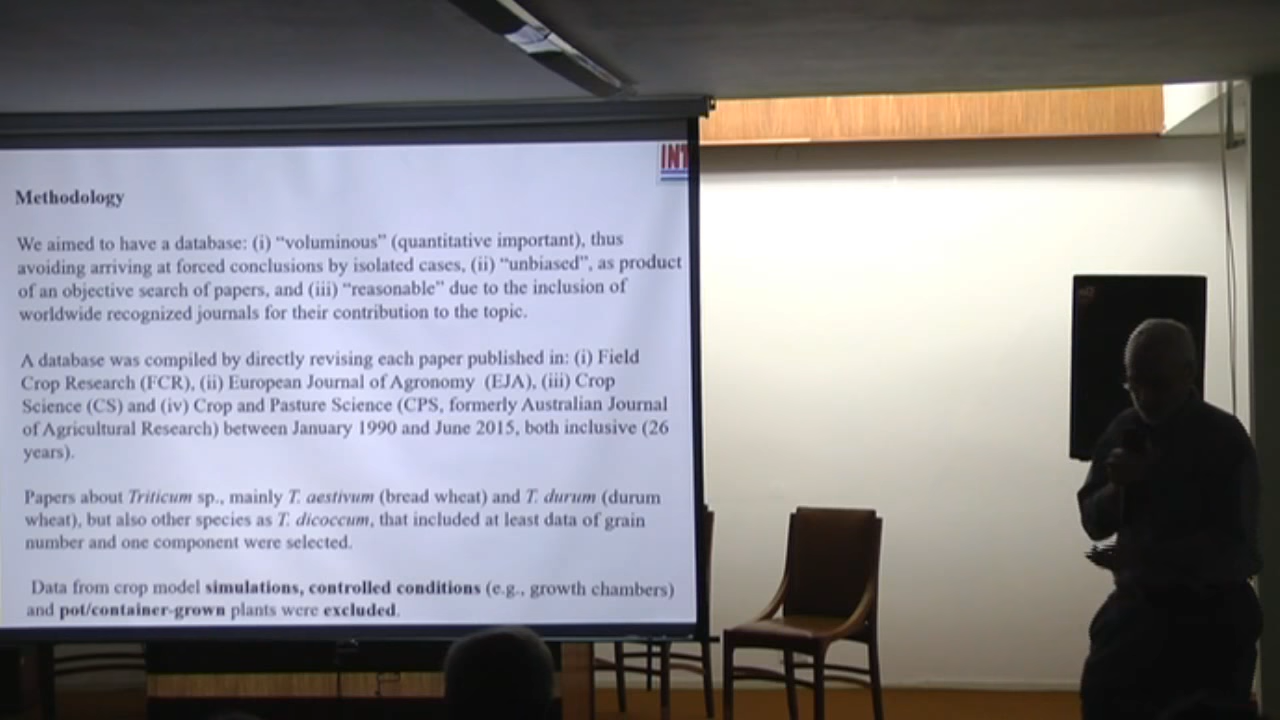 INT
Methodology
We aimed to have a database: (i) “voluminous” (quantitative important), thus
avoiding arriving at forced conclusions by isolated cases, (ii) “unbiased”, as product
of an objective search of papers, and (iii) “reasonable” due to the inclusion of
worldwide recognized journals for their contribution to the topic.
A database was compiled by directly revising each paper published in: (i) Field
Crop Research (FCR), (ii) European Journal of Agronomy (EJA), (iii) Crop
Science (CS) and (iv) Crop and Pasture Science (CPS, formerly Australian Journal
of Agricultural Research) between January 1990 and June 2015, both inclusive (26
years).
Papers about Triticum sp., mainly T. aestivum (bread wheat) and T. durum (durum
wheat), but also other species as T. dicoccum, that included at least data of grain
number and one component were selected.
Data from crop model simulations, controlled conditions (e.g., growth chambers)
and pot/container-grown plants were excluded.